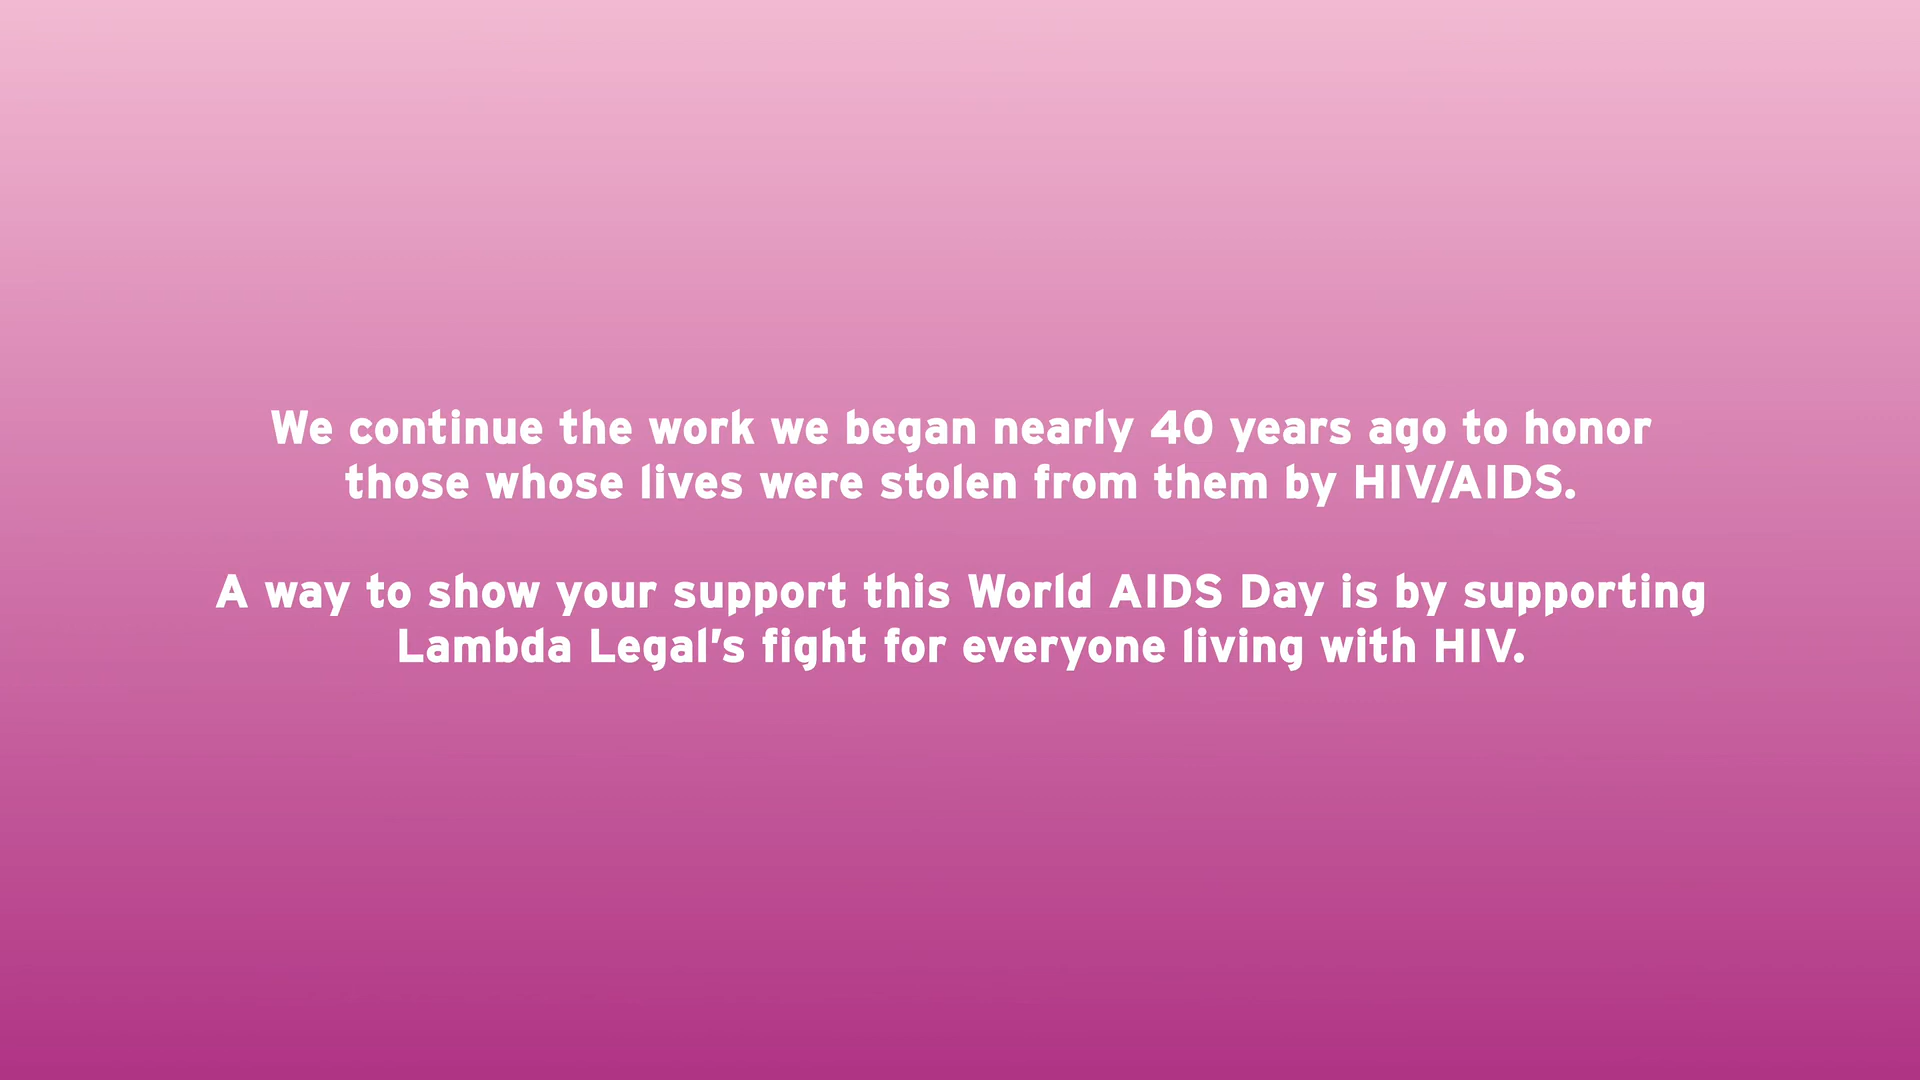 We continue the work we began nearly 40 years ago to honor
those whose lives were stolen from them by HIV/AIDS.
A way to show your support this World AIDS Day is by supporting
Lambda Legal's fight for everyone living with HIV.